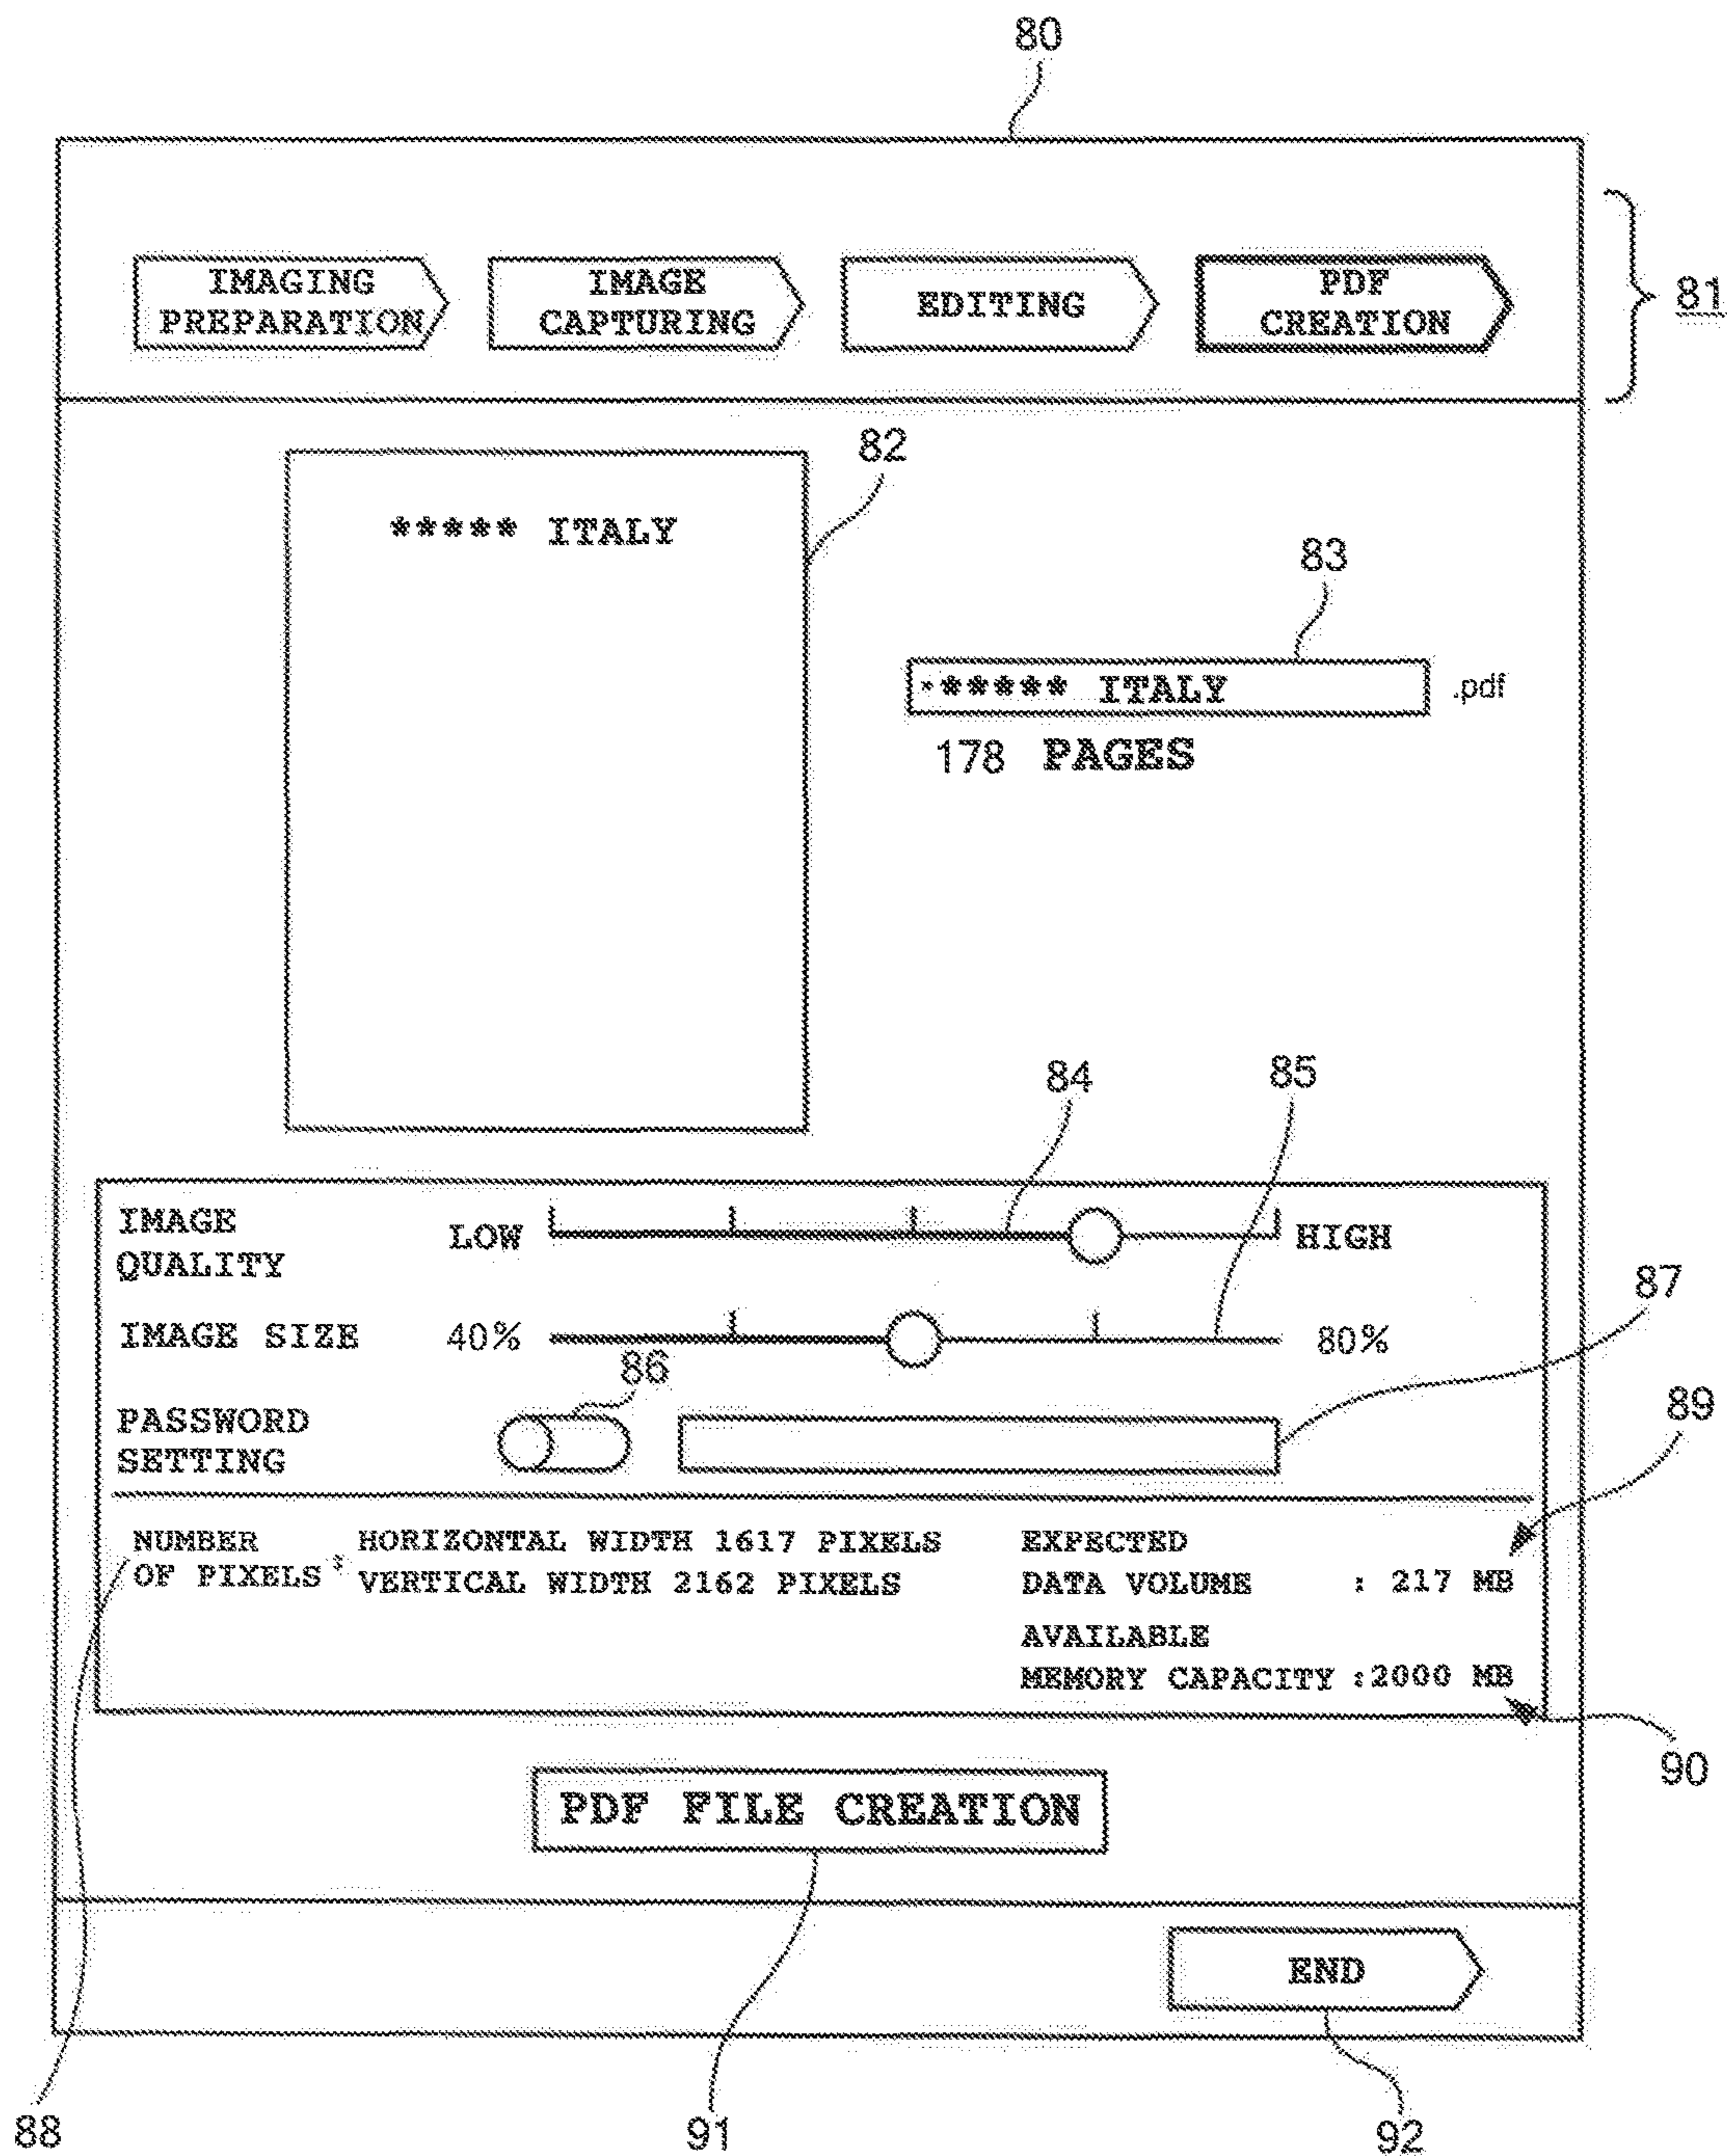 80
IMAGING
PREPARATION
IMAGE
CAPTURING
EDITING
PDF
CREATION
81
82
***** ITALY
83
****** ITALY .pdf
178 PAGES
84
85
IMAGE
QUALITY
LOW
HIGH
87
IMAGE SIZE
40%
80%
86
PASSWORD
SETTING
89
NUMBER
OF PIXELS :
HORIZONTAL WIDTH 1617 PIXELS
VERTICAL WIDTH 2162 PIXELS
EXPECTED
DATA VOLUME : 217 MB
AVAILABLE
MEMORY CAPACITY :2000 MB
90
PDF FILE CREATION
END
88
91
92